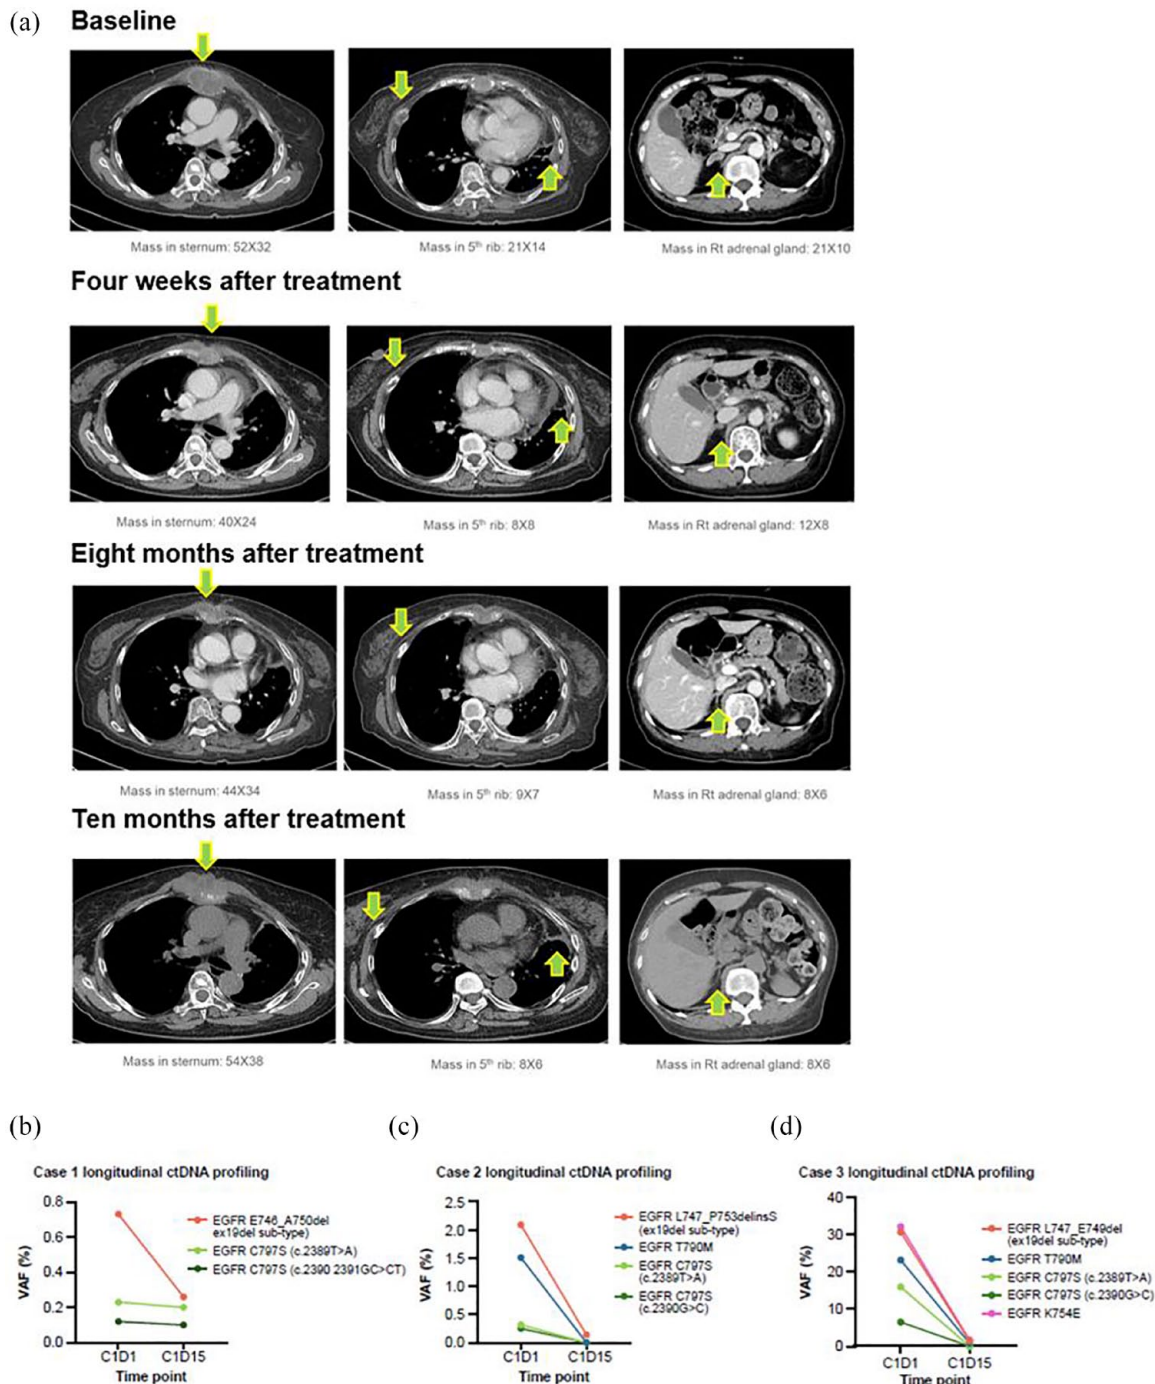 (a)
Baseline
Mass in sternum: 52X32
Mass in 5th rib: 21X14
Mass in Rt adrenal gland: 21X10
Four weeks after treatment
Mass in sternum: 40X24
Mass in 5th rib: 8X8
Mass in Rt adrenal gland: 12X8
Eight months after treatment
Mass in sternum: 44X34
Mass in 5th rib: 9X7
Mass in Rt adrenal gland: 8X6
Ten months after treatment
Mass in sternum: 54X38
Mass in 5th rib: 8X6
Mass in Rt adrenal gland: 8X6
(b)
Case 1 longitudinal ctDNA profiling
VAF (%)
0.8
0.6
0.4
0.2
0.0
C1D1
C1D15
Time point
EGFR E746_A750del
ex19del sub-type)
EGFR C797S (c.2389T>A)
EGFR C797S (c.2390 2391GC>CT)
(c)
Case 2 longitudinal ctDNA profiling
VAF (%)
2.5
2.0
1.5
1.0
0.5
0.0
C1D1
C1D15
Time point
EGFR L747_P753delinsS
(ex19del sub-type)
EGFR T790M
EGFR C797S
(c.2389T>A)
EGFR C797S
(c.2390G>C)
(d)
Case 3 longitudinal ctDNA profiling
VAF (%)
40
30
20
10
0
C1D1
C1D15
Time point
EGFR L747_E749del
(ex19del sub-type)
EGFR T790M
EGFR C797S (c.2389T>A)
EGFR C797S (c.2390G>C)
EGFR K754E